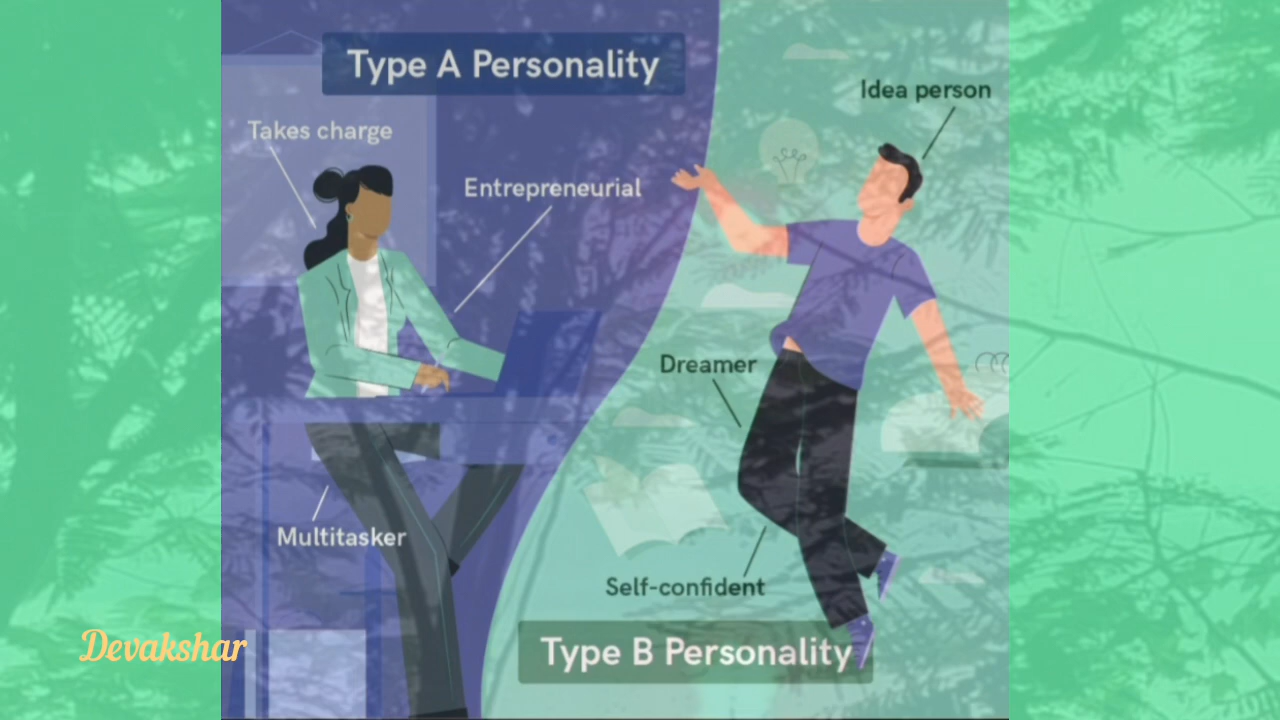 Type A Personality
Takes charge
Entrepreneurial
Multitasker
Idea person
Dreamer
Self-confident
Type B Personality
Devakshar